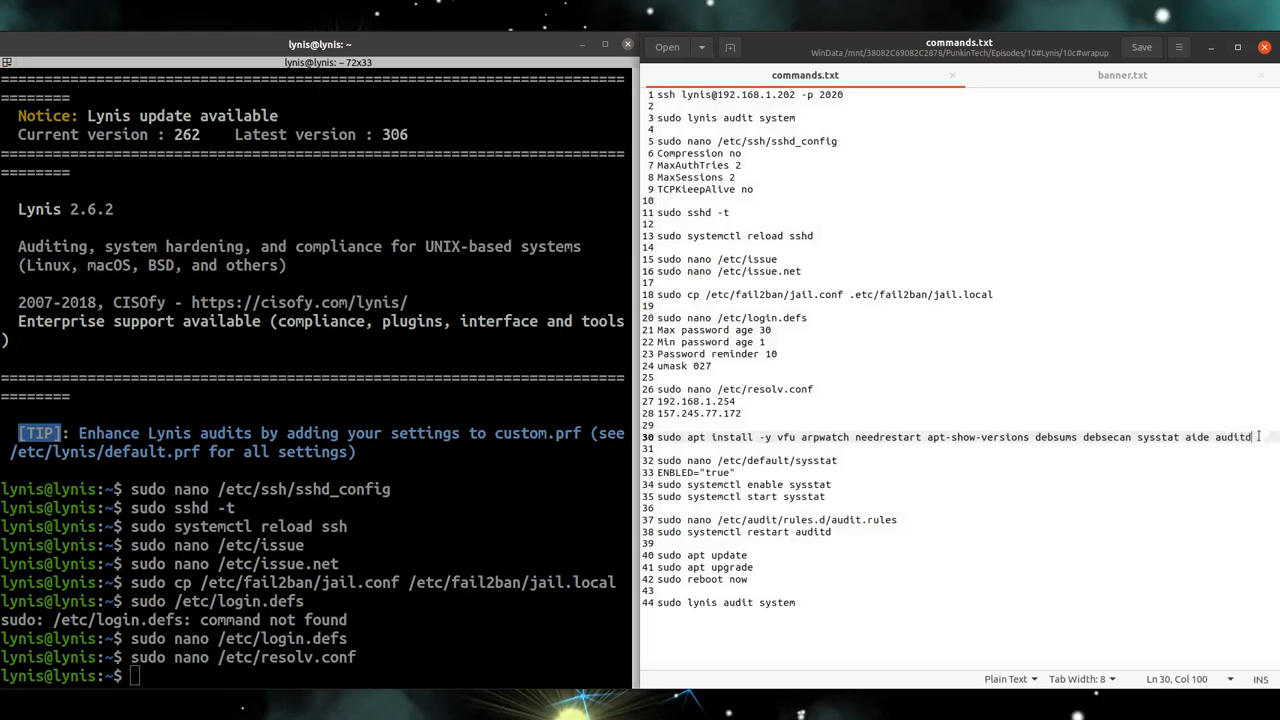 lynis@lynis: ~
lynis@lynis: ~ 72x33
========================================================================
========
Notice: Lynis update available
Current version : 262    Latest version : 306
========================================================================
========
Lynis 2.6.2
Auditing, system hardening, and compliance for UNIX-based systems
(Linux, macOS, BSD, and others)
2007-2018, CISOfy - https://cisofy.com/lynis/
Enterprise support available (compliance, plugins, interface and tools
)
========================================================================
========
[TIP]: Enhance Lynis audits by adding your settings to custom.prf (see
/etc/lynis/default.prf for all settings)
lynis@lynis:~$ sudo nano /etc/ssh/sshd_config
lynis@lynis:~$ sudo sshd -t
lynis@lynis:~$ sudo systemctl reload ssh
lynis@lynis:~$ sudo nano /etc/issue
lynis@lynis:~$ sudo nano /etc/issue.net
lynis@lynis:~$ sudo cp /etc/fail2ban/jail.conf /etc/fail2ban/jail.local
lynis@lynis:~$ sudo /etc/login.defs
sudo: /etc/login.defs: command not found
lynis@lynis:~$ sudo nano /etc/login.defs
lynis@lynis:~$ sudo nano /etc/resolv.conf
lynis@lynis:~$
Open
commands.txt
WinData /mnt/38082C69082C2878/PunkinTech/Episodes/10#Lynis/10c#wrapup
Save
commands.txt
banner.txt
1 ssh lynis@192.168.1.202 -p 2020
2
3 sudo lynis audit system
4
5 sudo nano /etc/ssh/sshd_config
6 Compression no
7 MaxAuthTries 2
8 MaxSessions 2
9 TCPKieepAlive no
10
11 sudo sshd -t
12
13 sudo systemctl reload sshd
14
15 sudo nano /etc/issue
16 sudo nano /etc/issue.net
17
18 sudo cp /etc/fail2ban/jail.conf .etc/fail2ban/jail.local
19
20 sudo nano /etc/login.defs
21 Max password age 30
22 Min password age 1
23 Password reminder 10
24 umask 027
25
26 sudo nano /etc/resolv.conf
27 192.168.1.254
28 157.245.77.172
29
30 sudo apt install -y vfu arpwatch needrestart apt-show-versions debsums debsecan sysstat aide auditd
31
32 sudo nano /etc/default/sysstat
33 ENBLED="true"
34 sudo systemctl enable sysstat
35 sudo systemctl start sysstat
36
37 sudo nano /etc/audit/rules.d/audit.rules
38 sudo systemctl restart auditd
39
40 sudo apt update
41 sudo apt upgrade
42 sudo reboot now
43
44 sudo lynis audit system
Plain Text
Tab Width: 8
Ln 30, Col 100
INS